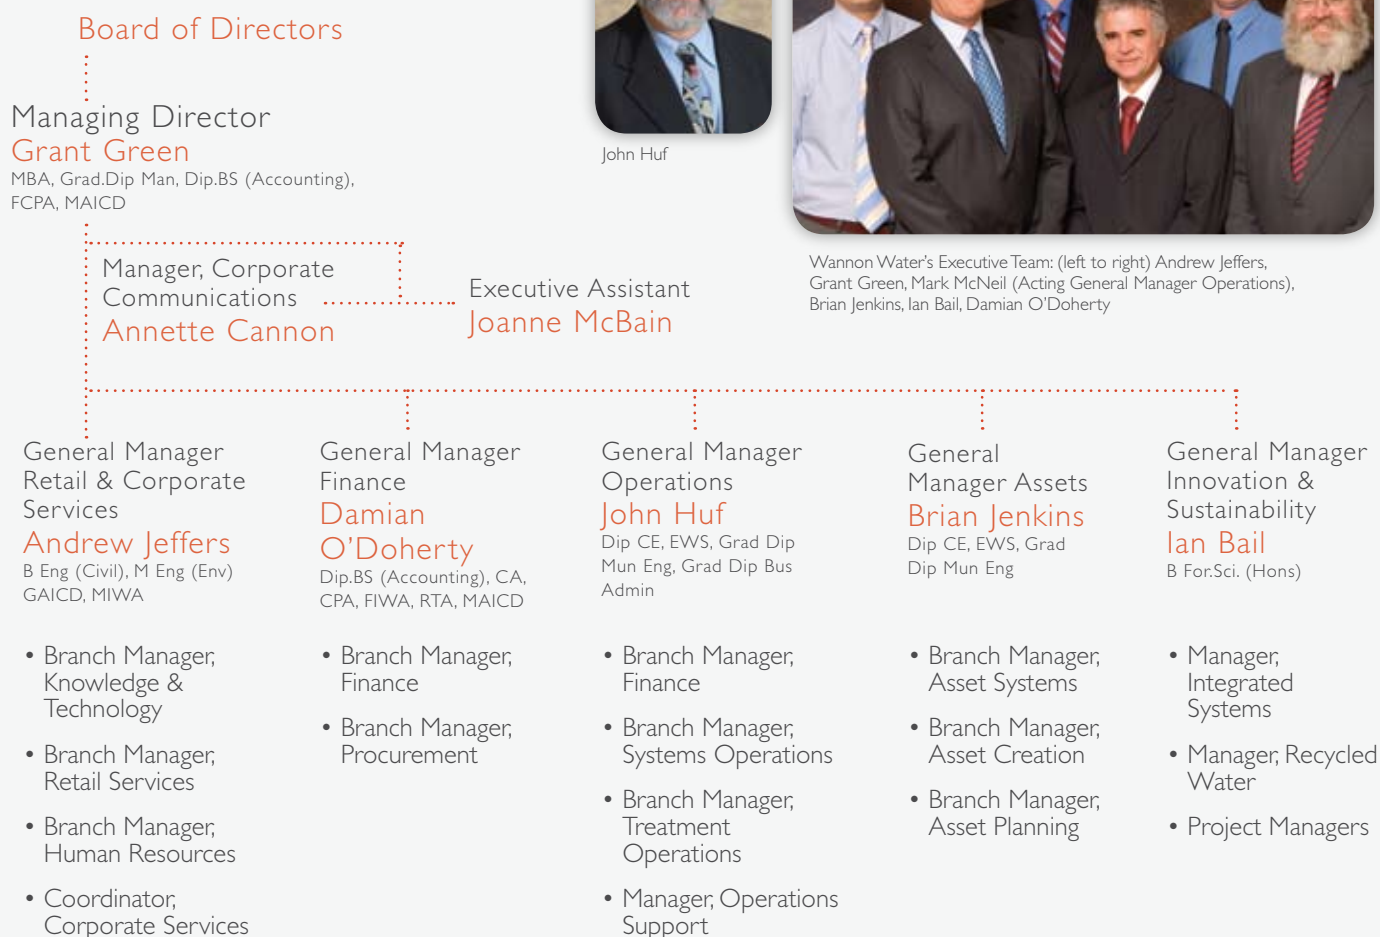 Board of Directors
Managing Director
Grant Green
MBA, Grad.Dip Man, Dip.BS (Accounting),
FCPA, MAICD
John Huf
Wannon Water's Executive Team: (left to right) Andrew Jeffers,
Grant Green, Mark McNeil (Acting General Manager Operations),
Brian Jenkins, Ian Bail, Damian O'Doherty
Manager, Corporate
Communications
Annette Cannon
Executive Assistant
Joanne McBain
General Manager
Retail & Corporate
Services
Andrew Jeffers
B Eng (Civil), M Eng (Env)
GAICD, MIWA
• Branch Manager,
Knowledge &
Technology
• Branch Manager,
Retail Services
• Branch Manager,
Human Resources
• Coordinator,
Corporate Services
General Manager
Finance
Damian
O'Doherty
Dip.BS (Accounting), CA,
CPA, FIWA, RTA, MAICD
• Branch Manager,
Finance
• Branch Manager,
Procurement
General Manager
Operations
John Huf
Dip CE, EWS, Grad Dip
Mun Eng, Grad Dip Bus
Admin
• Branch Manager,
Finance
• Branch Manager,
Systems Operations
• Branch Manager,
Treatment
Operations
• Manager, Operations
Support
General
Manager Assets
Brian Jenkins
Dip CE, EWS, Grad
Dip Mun Eng
• Branch Manager,
Asset Systems
• Branch Manager,
Asset Creation
• Branch Manager,
Asset Planning
General Manager
Innovation &
Sustainability
Ian Bail
B For.Sci. (Hons)
• Manager,
Integrated
Systems
• Manager, Recycled
Water
• Project Managers